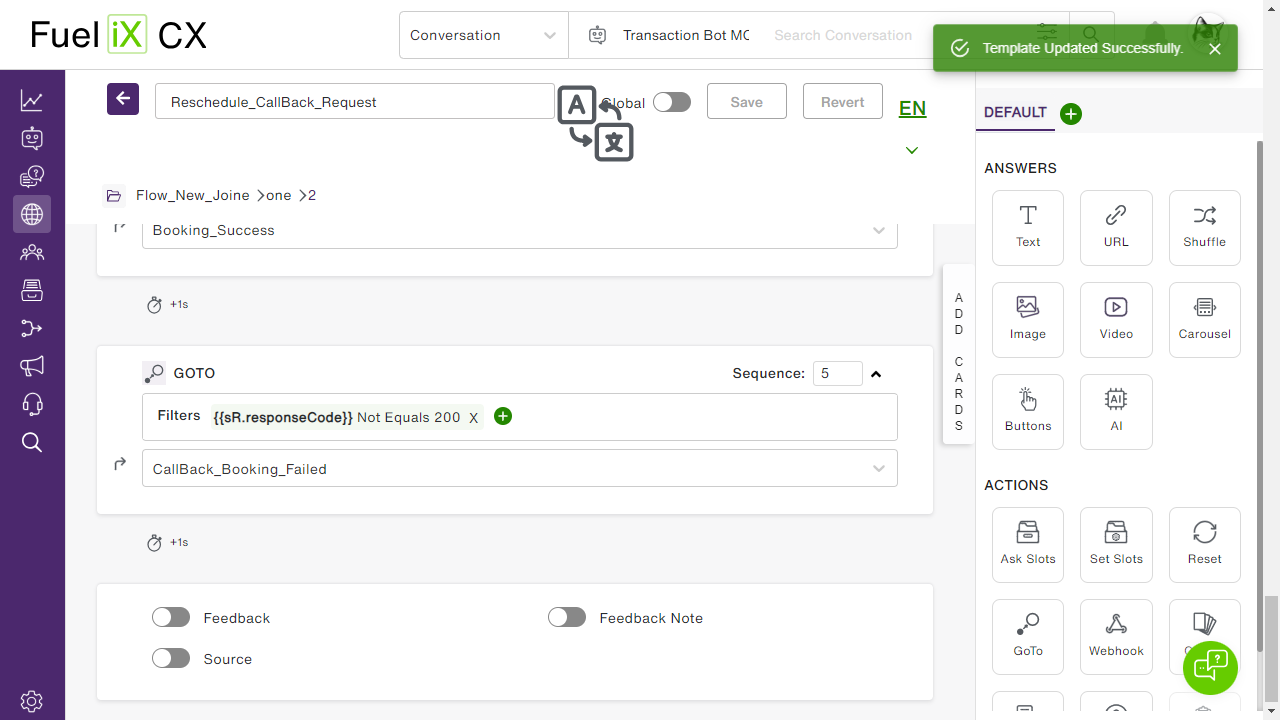 Fuel iX CX
Conversation
Transaction Bot MC
Search Conversation
Template Updated Successfully.
Reschedule_CallBack_Request
Global
Save
Revert
EN
Flow_New_Joine
one
2
Booking_Success
+1s
GOTO
Sequence: 5
Filters {{sR.responseCode}} Not Equals 200 X
CallBack_Booking_Failed
+1s
Feedback
Feedback Note
Source
ADD CARDS
DEFAULT
ANSWERS
Text
URL
Shuffle
Image
Video
Carousel
Buttons
AI
ACTIONS
Ask Slots
Set Slots
Reset
GoTo
Webhook